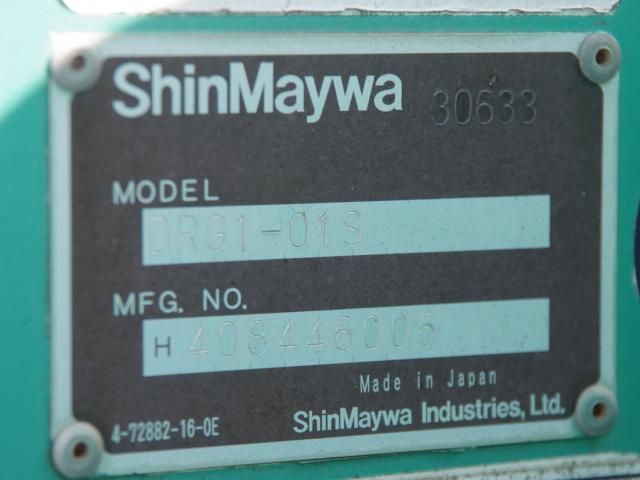 ShinMaywa 30633
MODEL
DRG1-01S
MFG. NO.
H 408446006
Made in Japan
4-72882-16-0E ShinMaywa Industries, Ltd.